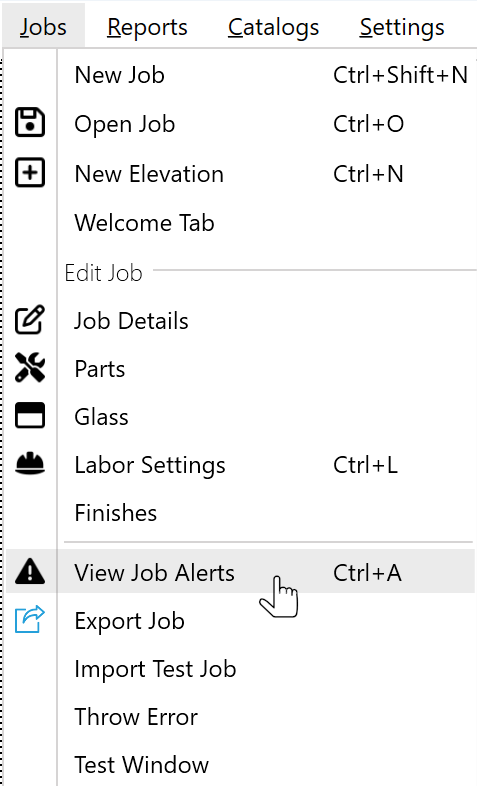 Jobs Reports Catalogs Settings
New Job Ctrl+Shift+N
Open Job Ctrl+O
New Elevation Ctrl+N
Welcome Tab
Edit Job
Job Details
Parts
Glass
Labor Settings Ctrl+L
Finishes
View Job Alerts Ctrl+A
Export Job
Import Test Job
Throw Error
Test Window